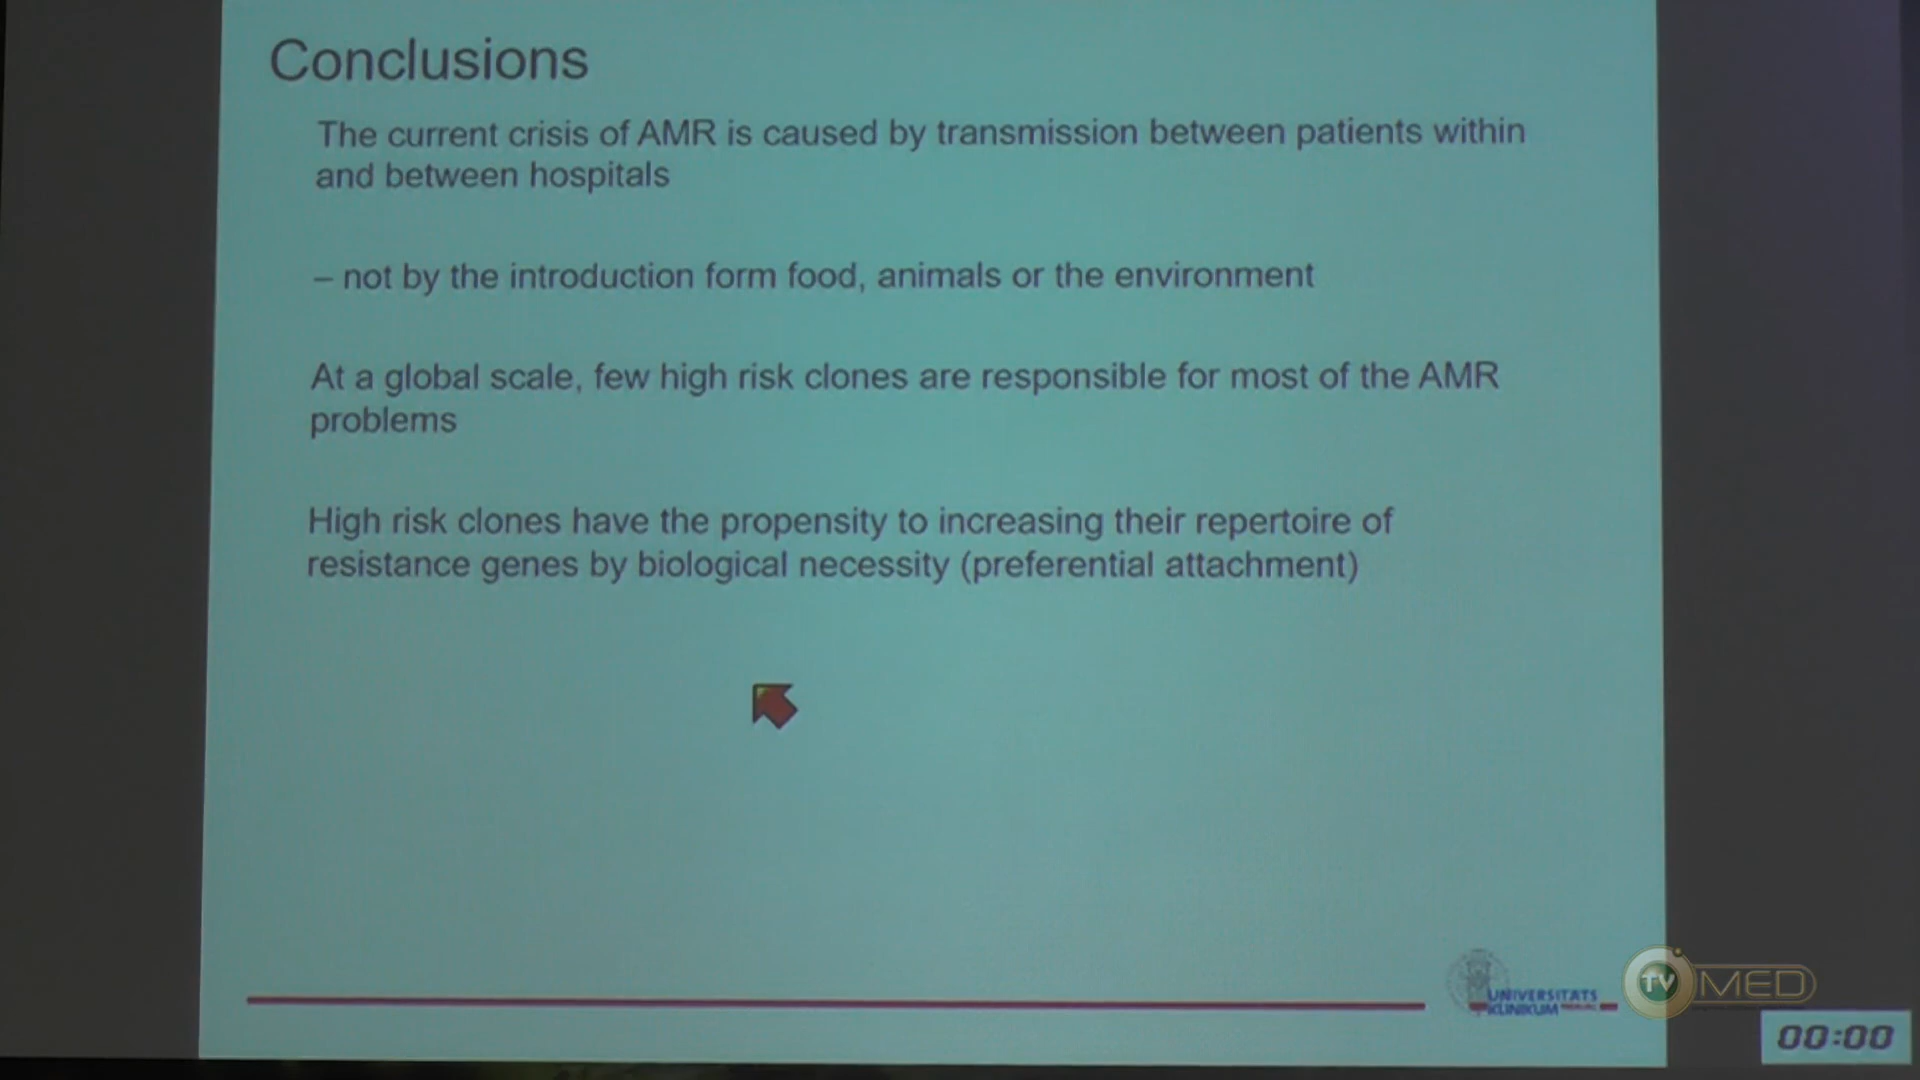 Conclusions
The current crisis of AMR is caused by transmission between patients within
and between hospitals
– not by the introduction form food, animals or the environment
At a global scale, few high risk clones are responsible for most of the AMR
problems
High risk clones have the propensity to increasing their repertoire of
resistance genes by biological necessity (preferential attachment)
UNIVERSITATS
KLINIKUM
TV MED
00:00